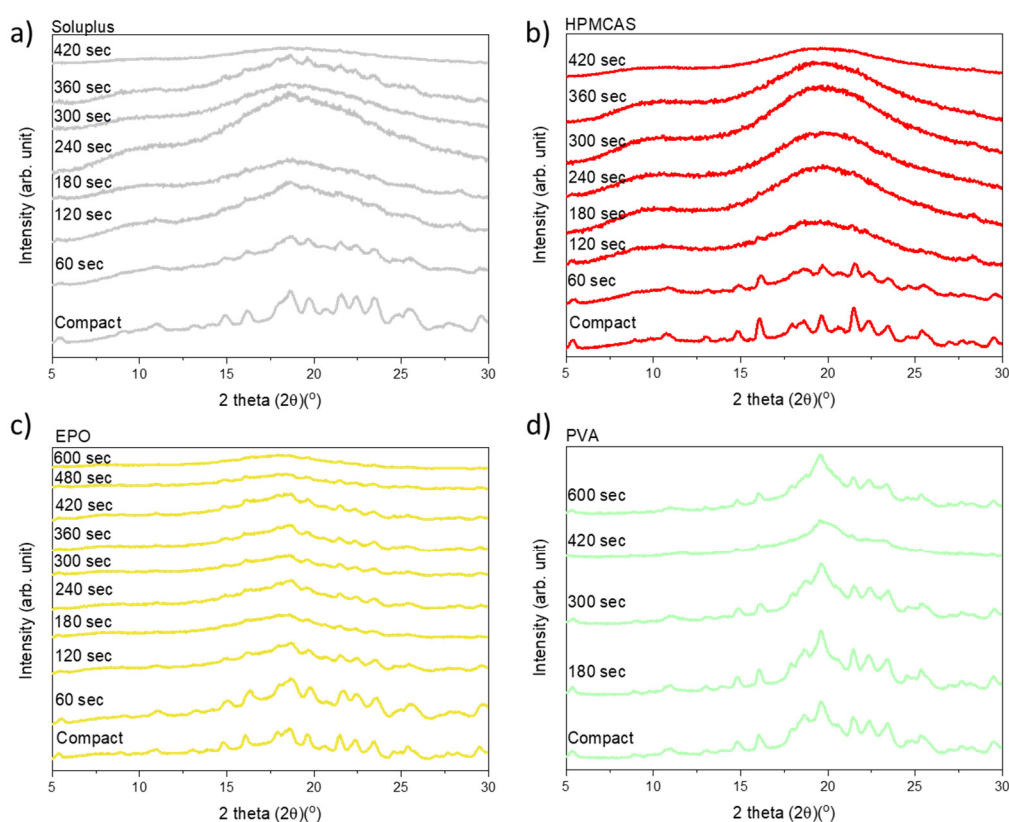 a)
Soluplus
420 sec
360 sec
300 sec
240 sec
180 sec
120 sec
60 sec
Compact
Intensity (arb. unit)
5 10 15 20 25 30
2 theta (2θ)(°)
b)
HPMCAS
420 sec
360 sec
300 sec
240 sec
180 sec
120 sec
60 sec
Compact
Intensity (arb. unit)
5 10 15 20 25 30
2 theta (2θ)(°)
c)
EPO
600 sec
480 sec
420 sec
360 sec
300 sec
240 sec
180 sec
120 sec
60 sec
Compact
Intensity (arb. unit)
5 10 15 20 25 30
2 theta (2θ)(°)
d)
PVA
600 sec
420 sec
300 sec
180 sec
Compact
Intensity (arb. unit)
5 10 15 20 25 30
2 theta (2θ)(°)